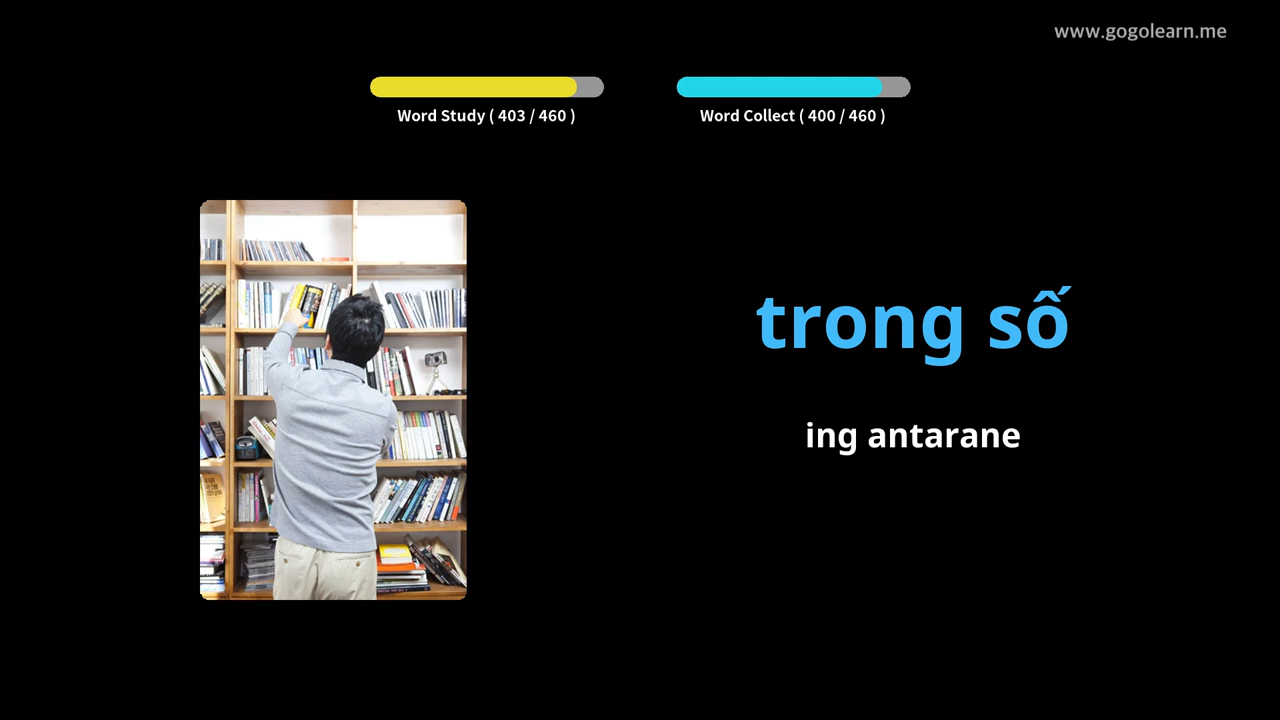 www.gogolearn.me
Word Study ( 403 / 460 )
Word Collect ( 400 / 460 )
trong số
ing antarane